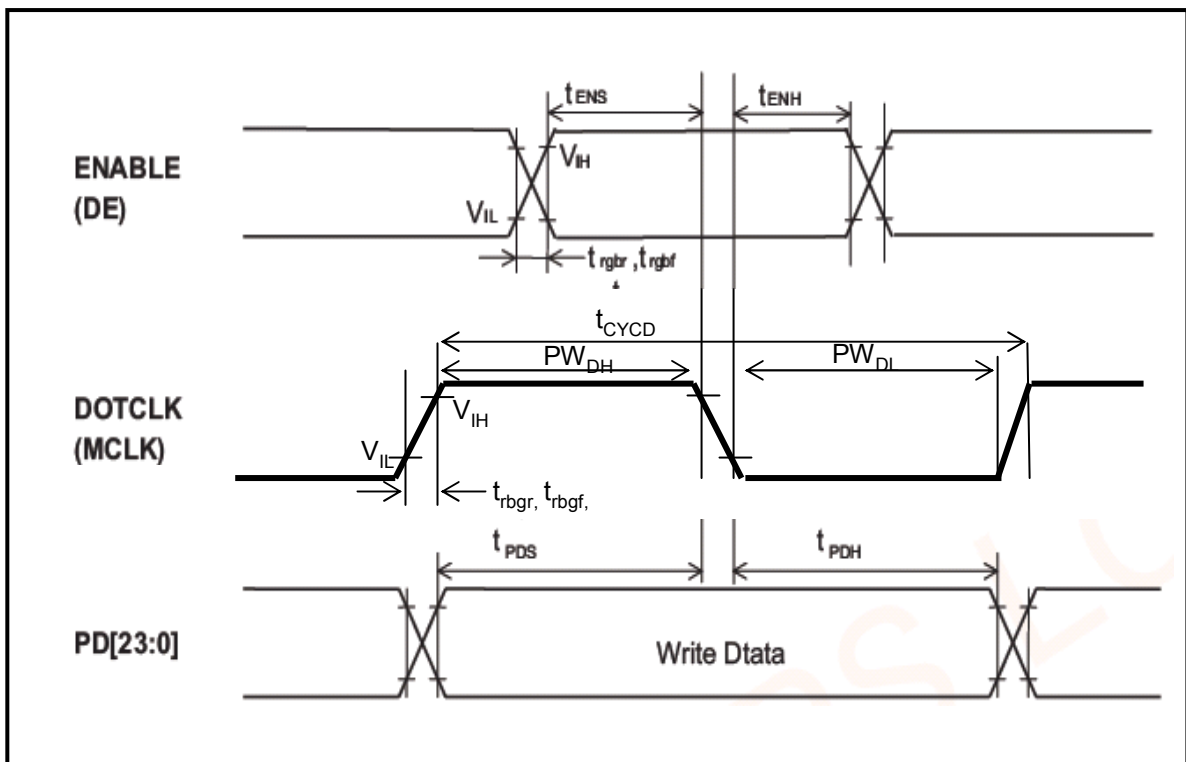 tENS
tENH
ENABLE
(DE)
VIH
VIL
trgbr ,trgbf
tCYCD
PWDH
PWDL
DOTCLK
(MCLK)
VIH
VIL
trbgr, trbgf,
tPDS
tPDH
PD[23:0]
Write Dtata